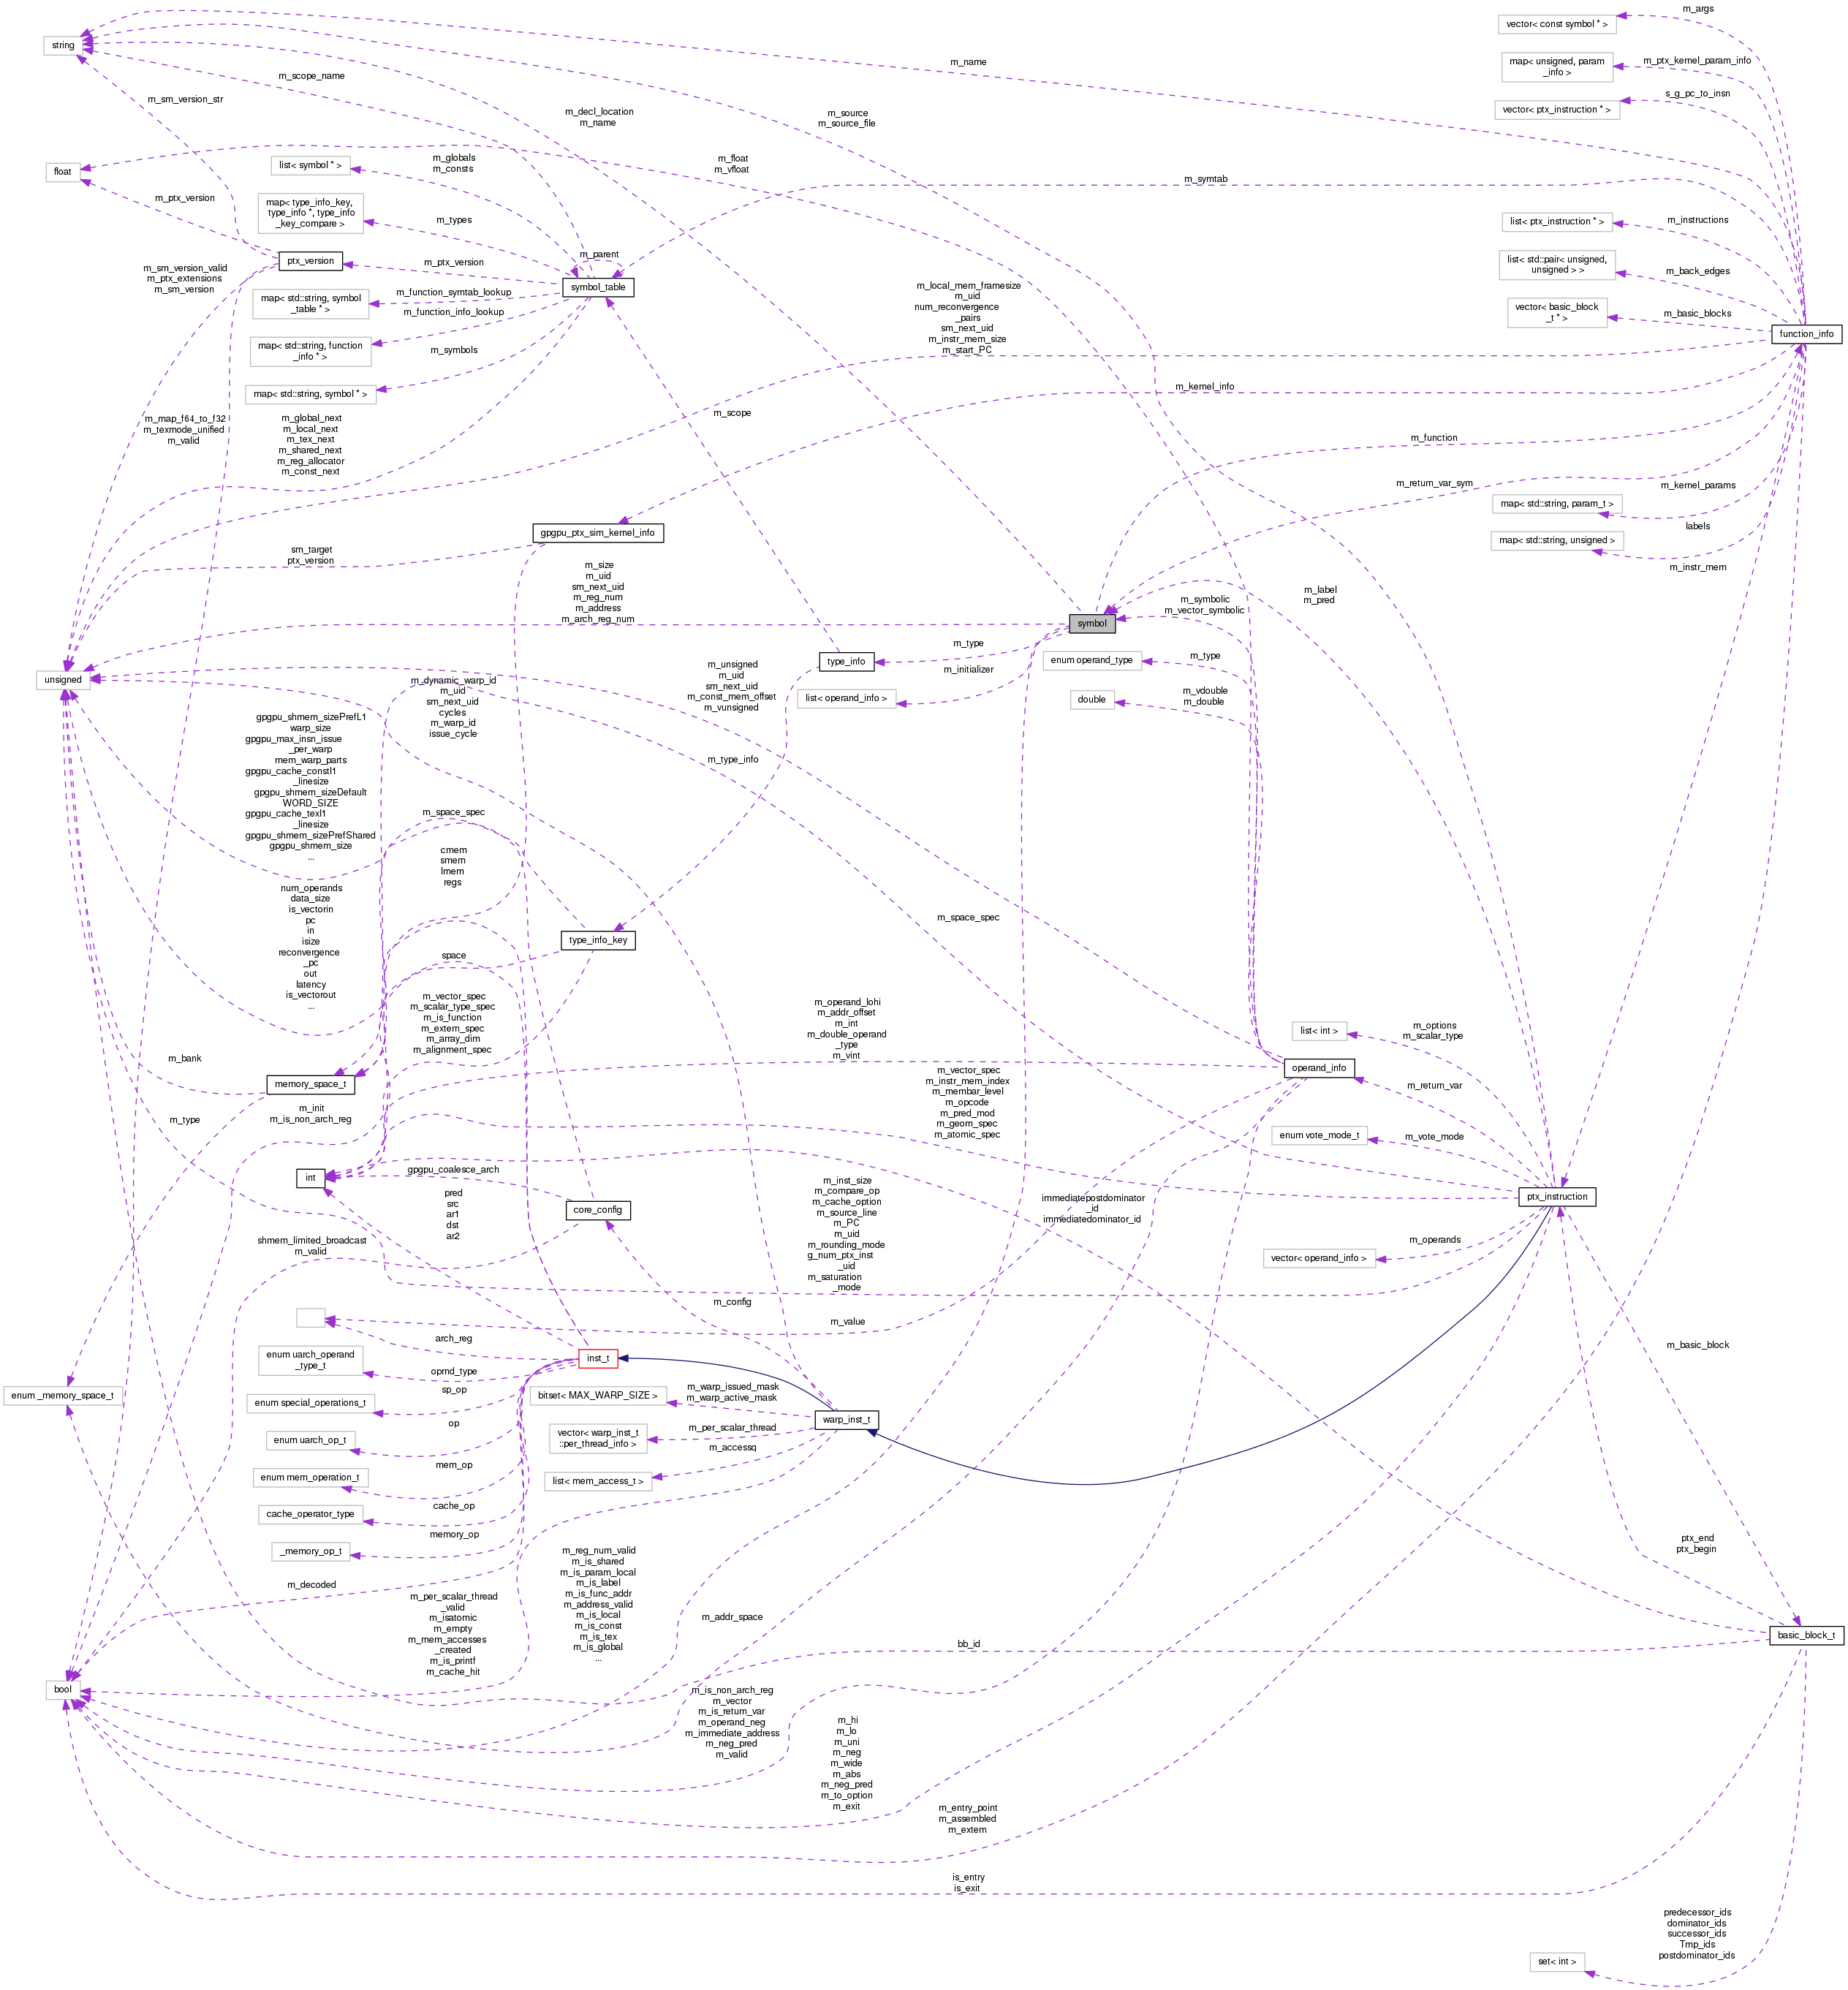 string
vector< const symbol * >
m_args
m_name
map< unsigned, param
_info >
m_ptx_kernel_param_info
m_scope_name
m_sm_version_str
vector< ptx_instruction * >
s_g_pc_to_insn
m_decl_location
m_name
m_source
m_source_file
float
list< symbol * >
m_globals
m_consts
m_float
m_vfloat
m_symtab
m_ptx_version
map< type_info_key,
type_info *, type_info
_key_compare >
m_types
list< ptx_instruction * >
m_instructions
ptx_version
m_parent
m_ptx_version
symbol_table
list< std::pair< unsigned,
unsigned > >
m_back_edges
m_sm_version_valid
m_ptx_extensions
m_sm_version
map< std::string, symbol
_table * >
m_function_symtab_lookup
m_local_mem_framesize
m_uid
num_reconvergence
_pairs
sm_next_uid
m_instr_mem_size
m_start_PC
vector< basic_block
_t * >
m_basic_blocks
function_info
map< std::string, function
_info * >
m_function_info_lookup
map< std::string, symbol * >
m_symbols
m_kernel_info
m_map_f64_to_f32
m_texmode_unified
m_valid
m_global_next
m_local_next
m_tex_next
m_shared_next
m_reg_allocator
m_const_next
m_scope
m_function
m_return_var_sym
map< std::string, param_t >
m_kernel_params
gpgpu_ptx_sim_kernel_info
map< std::string, unsigned >
labels
sm_target
ptx_version
m_instr_mem
m_size
m_uid
sm_next_uid
m_reg_num
m_address
m_arch_reg_num
m_label
m_pred
m_symbolic
m_vector_symbolic
symbol
unsigned
type_info
m_type
m_initializer
enum operand_type
m_type
list< operand_info >
double
m_vdouble
m_double
m_unsigned
m_uid
sm_next_uid
m_const_mem_offset
m_vunsigned
m_dynamic_warp_id
m_uid
sm_next_uid
cycles
m_warp_id
issue_cycle
m_type_info
gpgpu_shmem_sizePrefL1
warp_size
gpgpu_max_insn_issue
_per_warp
mem_warp_parts
gpgpu_cache_constl1
_linesize
gpgpu_shmem_sizeDefault
WORD_SIZE
gpgpu_cache_texl1
_linesize
gpgpu_shmem_sizePrefShared
gpgpu_shmem_size
...
m_space_spec
cmem
smem
lmem
regs
num_operands
data_size
is_vectorin
pc
in
isize
reconvergence
_pc
out
latency
is_vectorout
...
m_space_spec
type_info_key
space
m_vector_spec
m_scalar_type_spec
m_is_function
m_extern_spec
m_array_dim
m_alignment_spec
m_operand_lohi
m_addr_offset
m_int
m_double_operand
_type
m_vint
list< int >
m_options
m_scalar_type
m_bank
memory_space_t
operand_info
m_return_var
m_vector_spec
m_instr_mem_index
m_membar_level
m_opcode
m_pred_mod
m_geom_spec
m_atomic_spec
m_type
m_init
m_is_non_arch_reg
enum vote_mode_t
m_vote_mode
int
gpgpu_coalesce_arch
core_config
ptx_instruction
m_inst_size
m_compare_op
m_cache_option
m_source_line
m_PC
m_uid
m_rounding_mode
g_num_ptx_inst
_uid
m_saturation
_mode
immediatepostdominator
_id
immediatedominator_id
pred
src
ar1
dst
ar2
shmem_limited_broadcast
m_valid
vector< operand_info >
m_operands
m_config
m_value
m_basic_block
arch_reg
enum uarch_operand
_type_t
oprnd_type
inst_t
enum _memory_space_t
enum special_operations_t
sp_op
bitset< MAX_WARP_SIZE >
m_warp_issued_mask
m_warp_active_mask
warp_inst_t
enum uarch_op_t
op
vector< warp_inst_t
::per_thread_info >
m_per_scalar_thread
enum mem_operation_t
mem_op
list< mem_access_t >
m_accessq
cache_operator_type
cache_op
_memory_op_t
memory_op
ptx_end
ptx_begin
m_decoded
m_reg_num_valid
m_is_shared
m_is_param_local
m_is_label
m_is_func_addr
m_address_valid
m_is_local
m_is_const
m_is_tex
m_is_global
...
m_per_scalar_thread
_valid
m_isatomic
m_empty
m_mem_accesses
_created
m_is_printf
m_cache_hit
m_addr_space
bb_id
basic_block_t
bool
m_is_non_arch_reg
m_vector
m_is_return_var
m_operand_neg
m_immediate_address
m_neg_pred
m_valid
m_hi
m_lo
m_uni
m_neg
m_wide
m_abs
m_neg_pred
m_to_option
m_exit
m_entry_point
m_assembled
m_extern
is_entry
is_exit
set< int >
predecessor_ids
dominator_ids
successor_ids
Tmp_ids
postdominator_ids